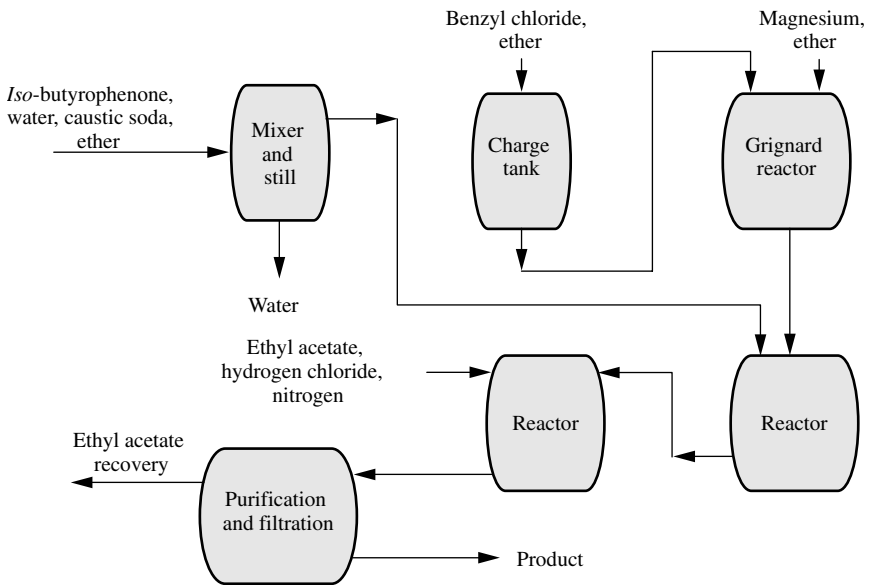 Benzyl chloride,
ether
Magnesium,
ether
Iso-butyrophenone,
water, caustic soda,
ether
Mixer
and
still
Charge
tank
Grignard
reactor
Water
Ethyl acetate,
hydrogen chloride,
nitrogen
Reactor
Reactor
Ethyl acetate
recovery
Purification
and filtration
Product